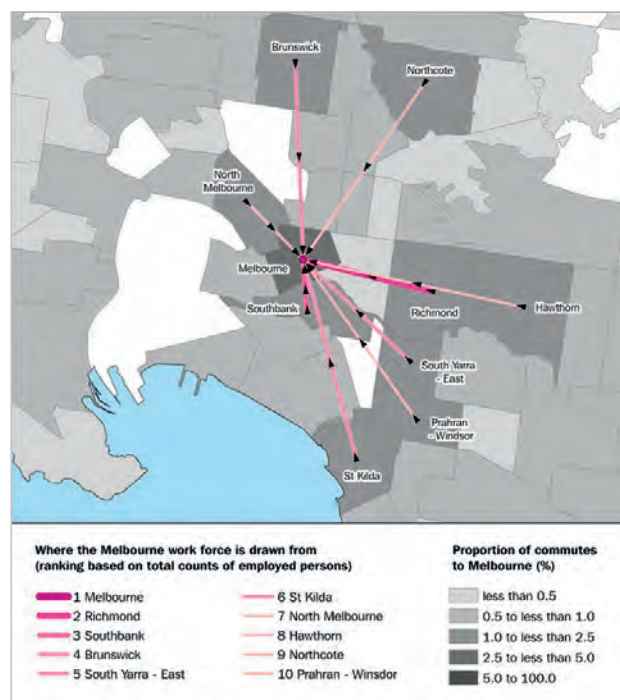 Brunswick
Northcote
North
Melbourne
Melbourne
Southbank
Richmond
Hawthorn
South Yarra
- East
Prahran
- Windsor
St Kilda
Where the Melbourne work force is drawn from
(ranking based on total counts of employed persons)
1 Melbourne
2 Richmond
3 Southbank
4 Brunswick
5 South Yarra - East
6 St Kilda
7 North Melbourne
8 Hawthorn
9 Northcote
10 Prahran - Winsdor
Proportion of commutes
to Melbourne (%)
less than 0.5
0.5 to less than 1.0
1.0 to less than 2.5
2.5 to less than 5.0
5.0 to 100.0